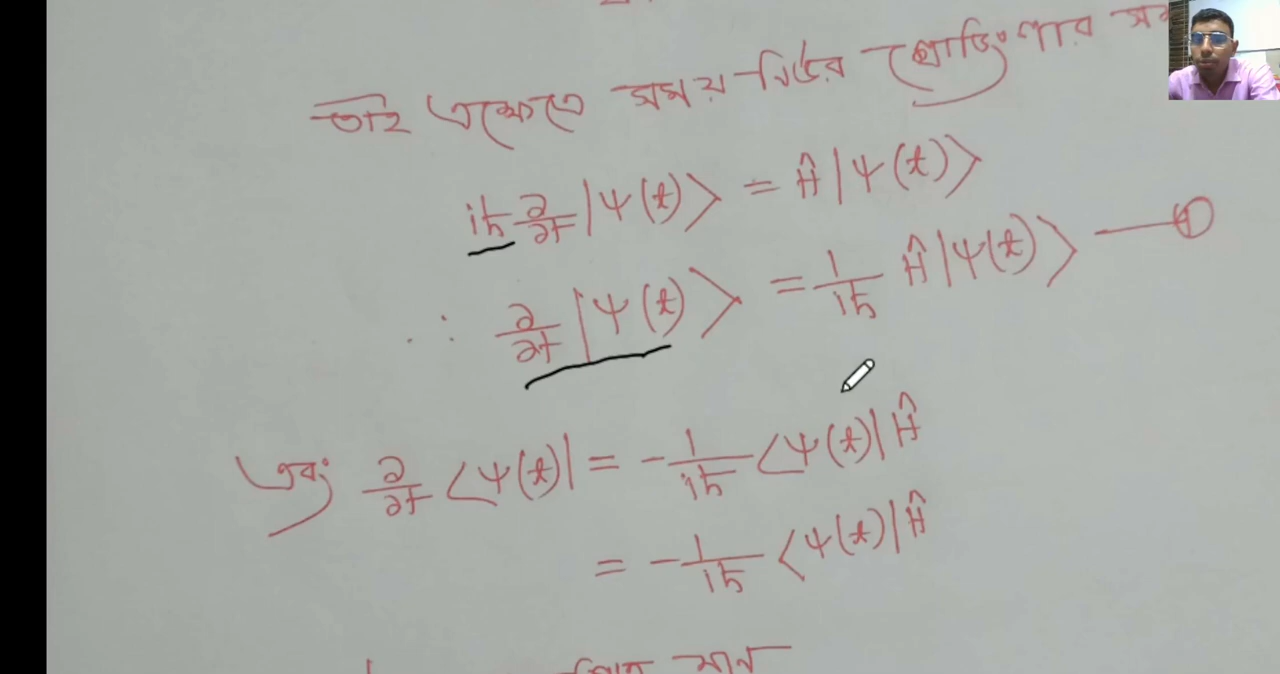 তাই এক্ষেত্রে সময় নির্ভর শ্রোডিংগার
iħ ∂/∂t |Ψ(t)⟩ = Ĥ |Ψ(t)⟩
∴ ∂/∂t |Ψ(t)⟩ = 1/iħ Ĥ |Ψ(t)⟩ — ①
এবং ∂/∂t ⟨Ψ(t)| = - 1/iħ ⟨Ψ(t)| Ĥ
= - 1/iħ ⟨Ψ(t)| Ĥ
মান